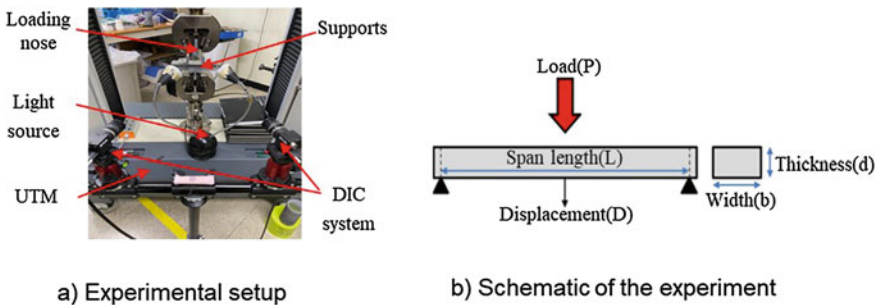 Loading
nose
Supports
Light
source
UTM
DIC
system
a) Experimental setup
Load(P)
Span length(L)
Thickness(d)
Width(b)
Displacement(D)
b) Schematic of the experiment